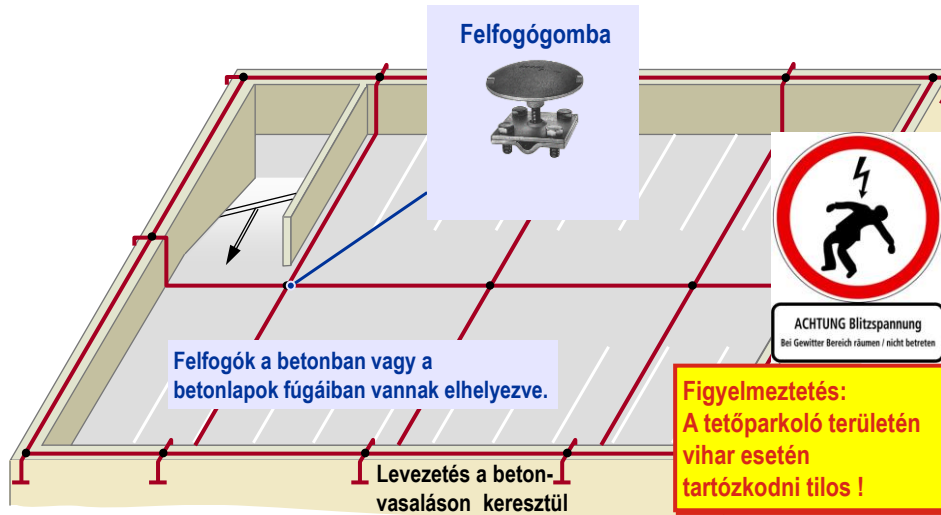 Felfogógomba
ACHTUNG Blitzspannung
Bei Gewitter Bereich räumen / nicht betreten
Felfogók a betonban vagy a
betonlapok fúgáiban vannak elhelyezve.
Figyelmeztetés:
A tetőparkoló területén
vihar esetén
tartózkodni tilos !
Levezetés a beton-
vasaláson keresztül